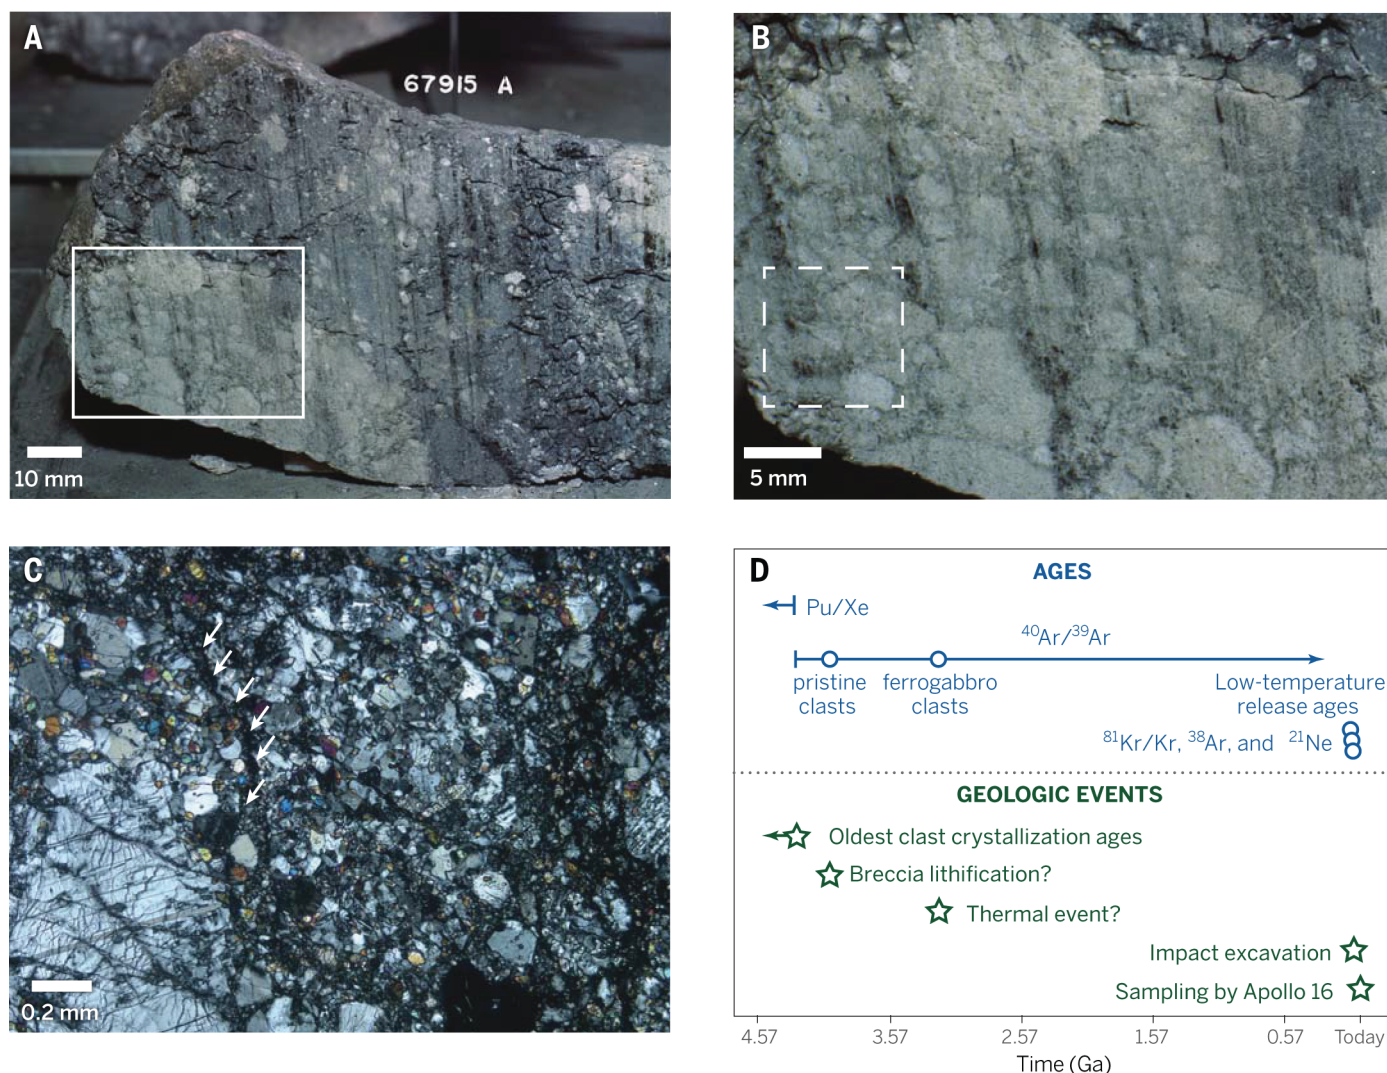 A
67915 A
10 mm
B
5 mm
C
0.2 mm
D
AGES
Pu/Xe
⁴⁰Ar/³⁹Ar
pristine clasts
ferrogabbro clasts
Low-temperature release ages
⁸¹Kr/Kr, ³⁸Ar, and ²¹Ne
GEOLOGIC EVENTS
Oldest clast crystallization ages
Breccia lithification?
Thermal event?
Impact excavation
Sampling by Apollo 16
4.57 3.57 2.57 1.57 0.57 Today
Time (Ga)